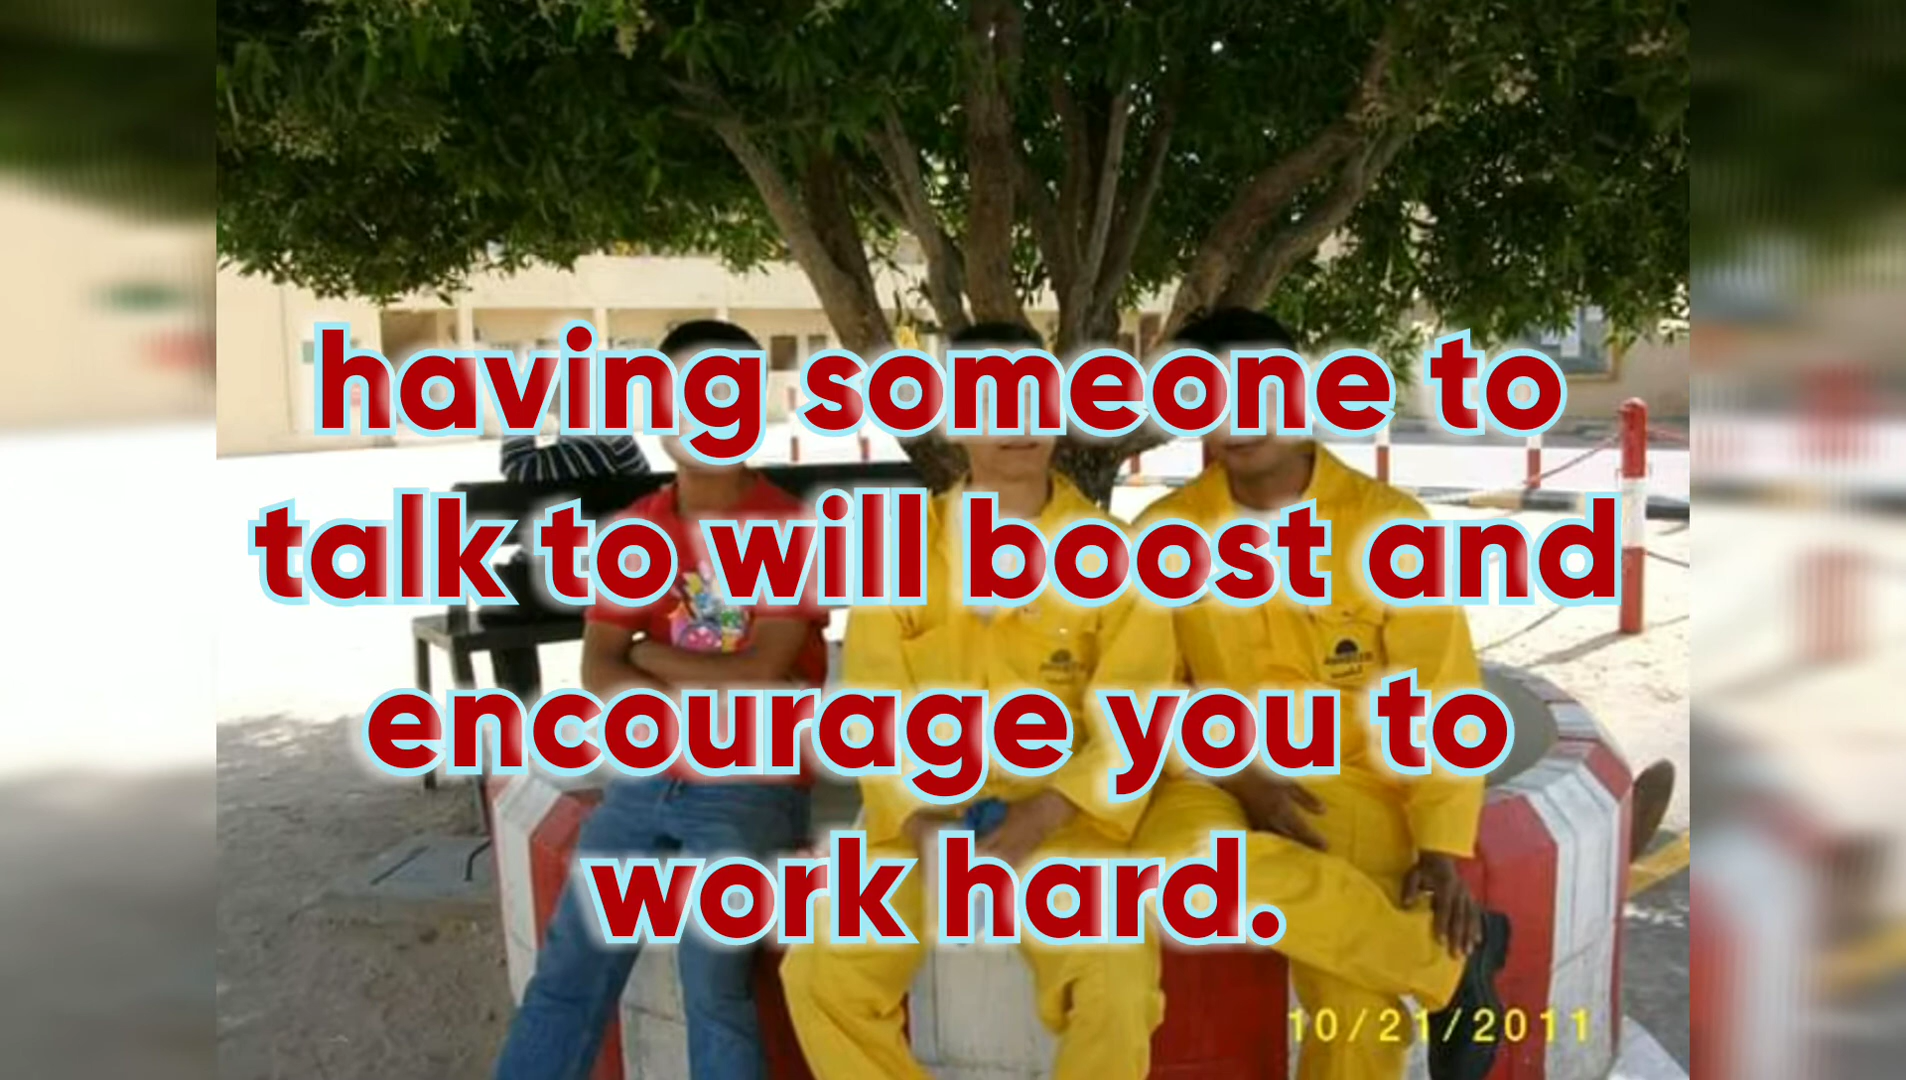 having someone to
talk to will boost and
encourage you to
work hard.
10/21/2011